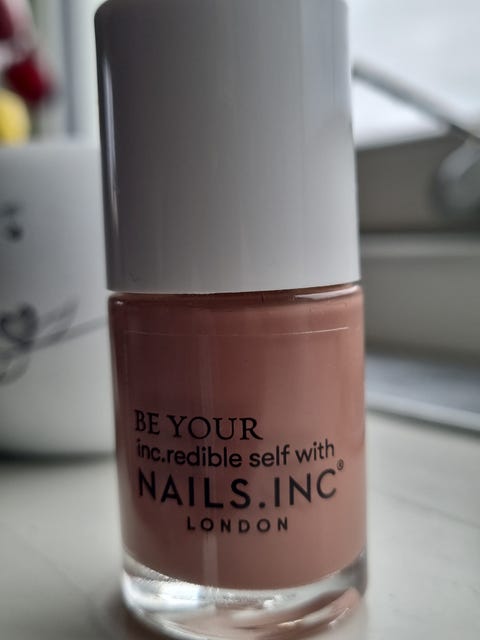 BE YOUR
inc.redible self with
NAILS.INC®
LONDON